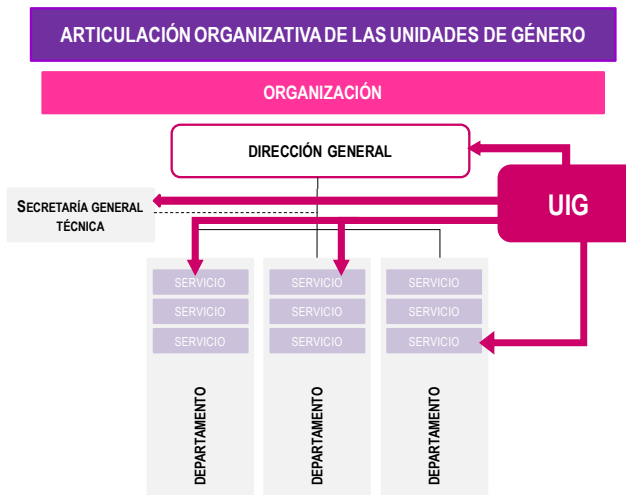 ARTICULACIÓN ORGANIZATIVA DE LAS UNIDADES DE GÉNERO
ORGANIZACIÓN
DIRECCIÓN GENERAL
UIG
SECRETARÍA GENERAL
TÉCNICA
SERVICIO SERVICIO SERVICIO
SERVICIO SERVICIO SERVICIO
SERVICIO SERVICIO SERVICIO
DEPARTAMENTO
DEPARTAMENTO
DEPARTAMENTO